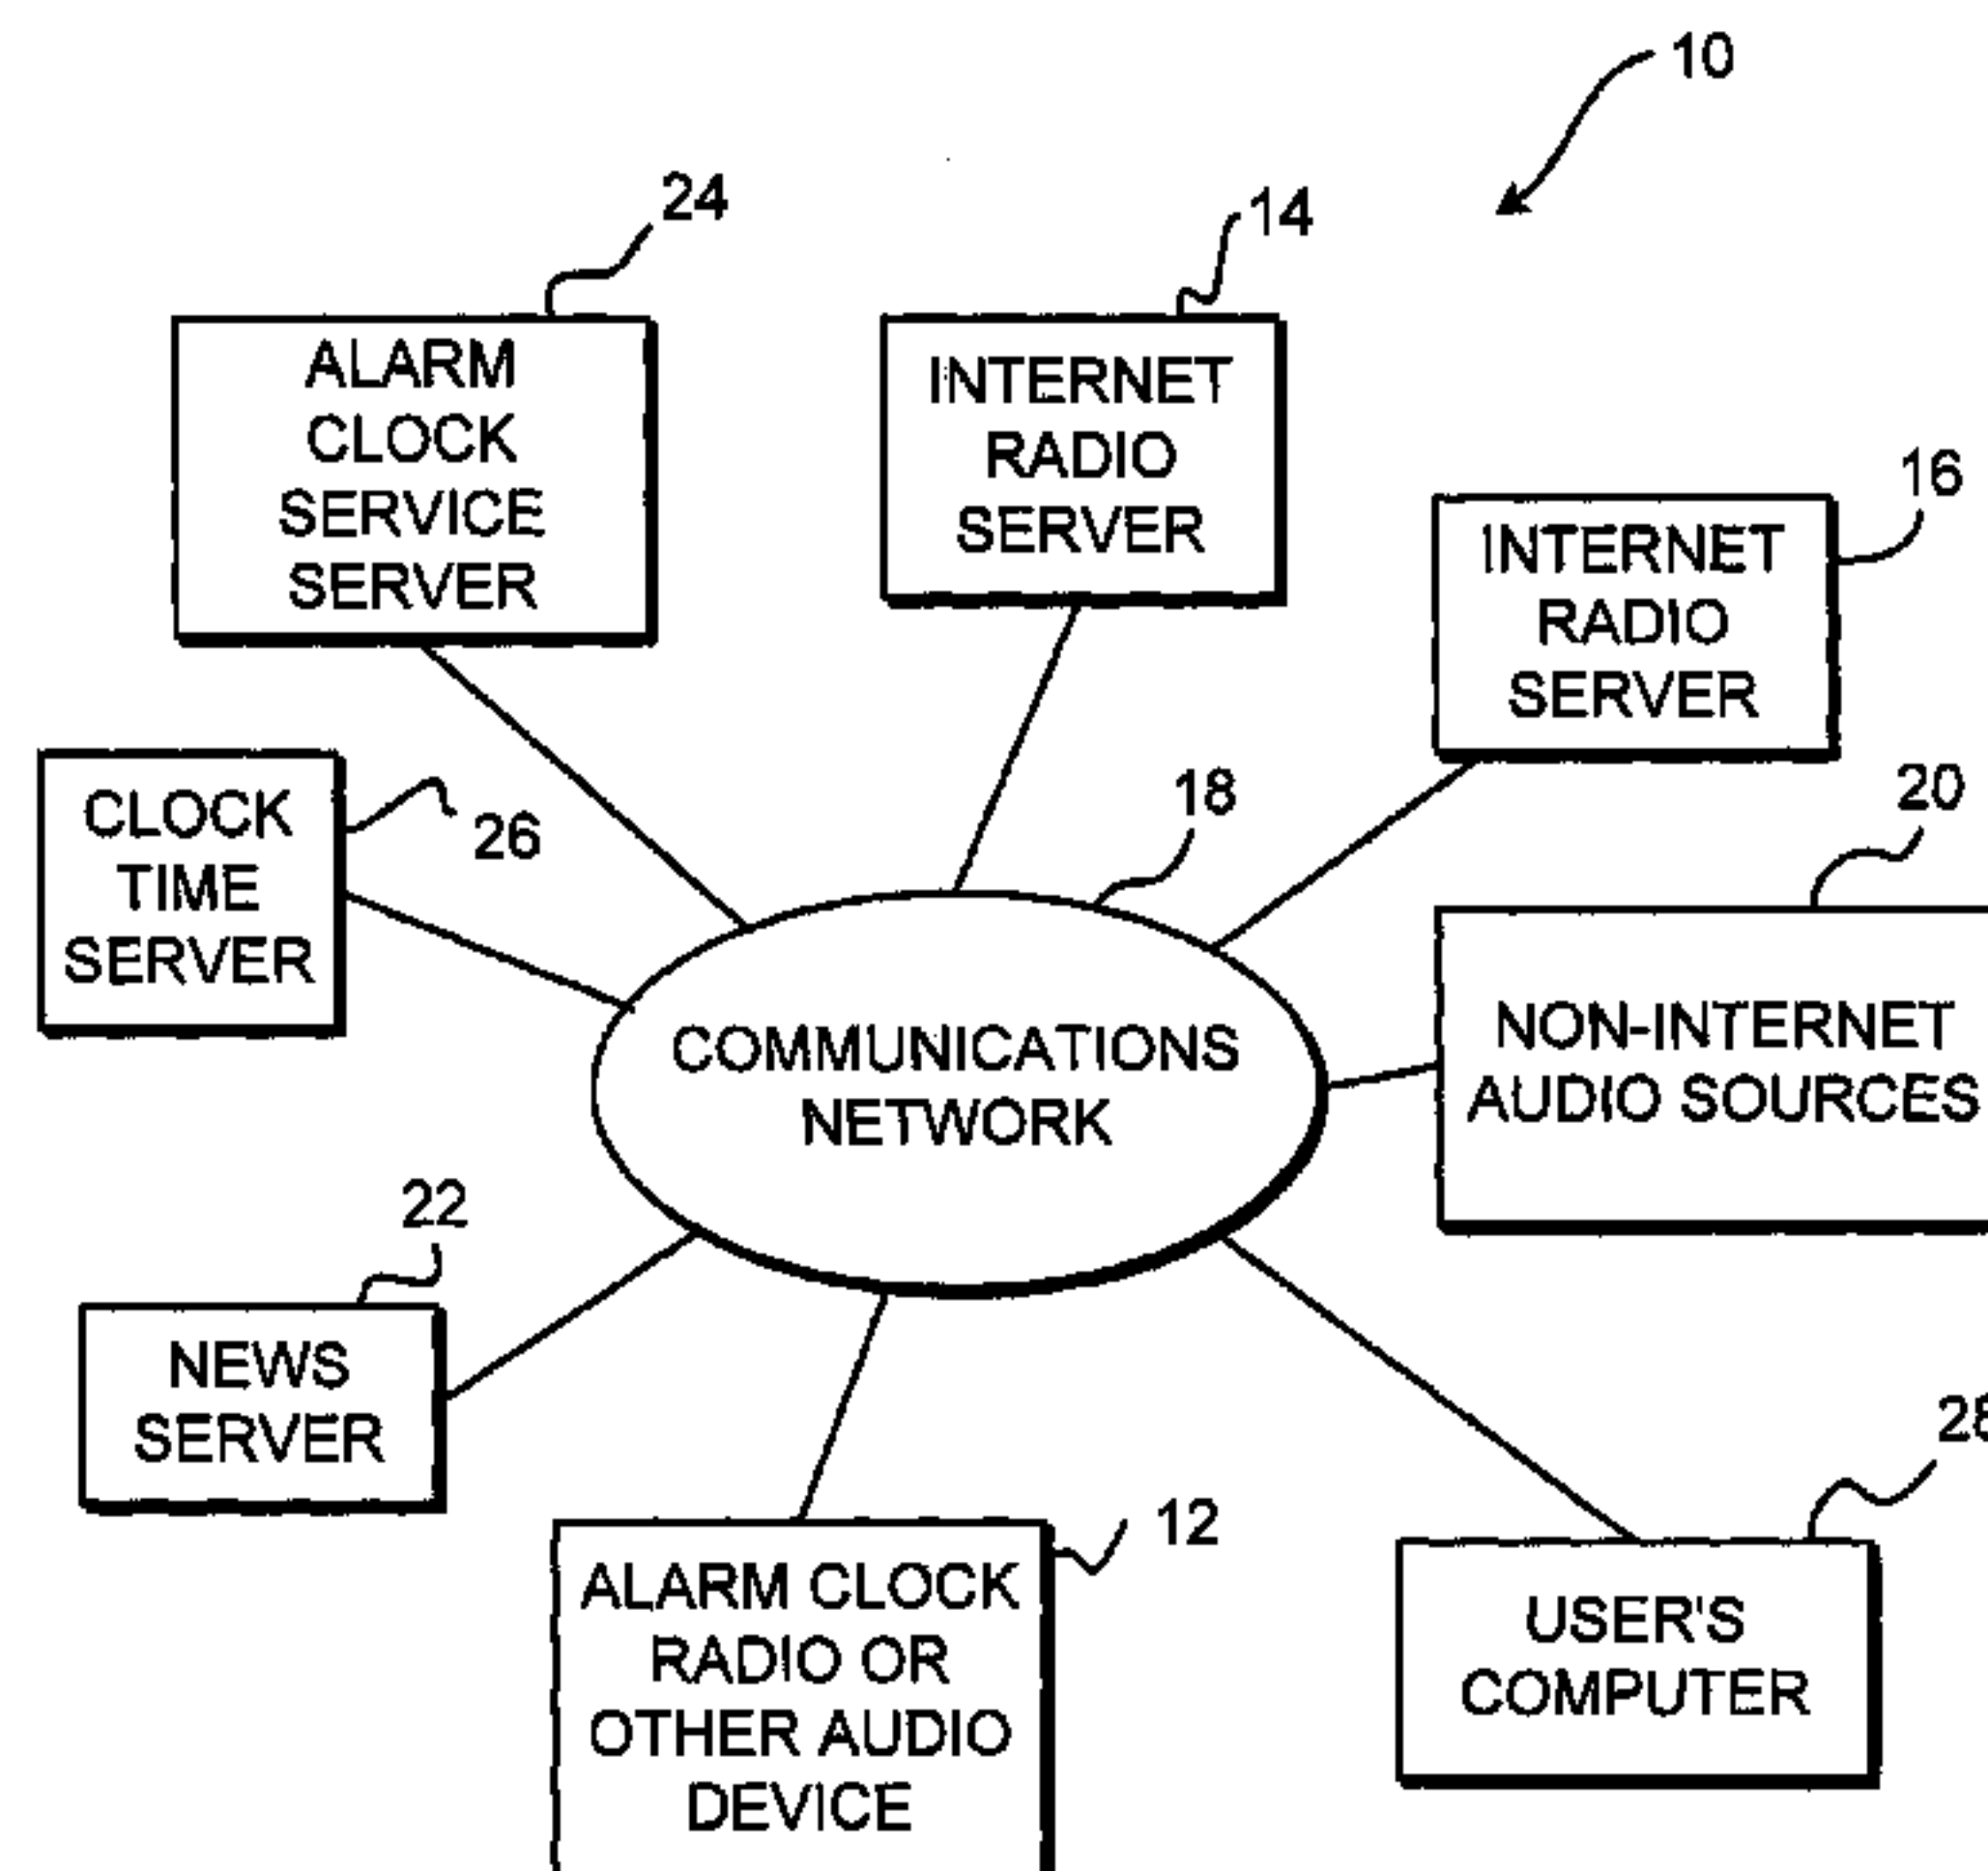 10
24
14
ALARM
CLOCK
SERVICE
SERVER
INTERNET
RADIO
SERVER
16
INTERNET
RADIO
SERVER
CLOCK
TIME
SERVER
26
18
20
COMMUNICATIONS
NETWORK
NON-INTERNET
AUDIO SOURCES
22
NEWS
SERVER
28
12
ALARM CLOCK
RADIO OR
OTHER AUDIO
DEVICE
USER'S
COMPUTER